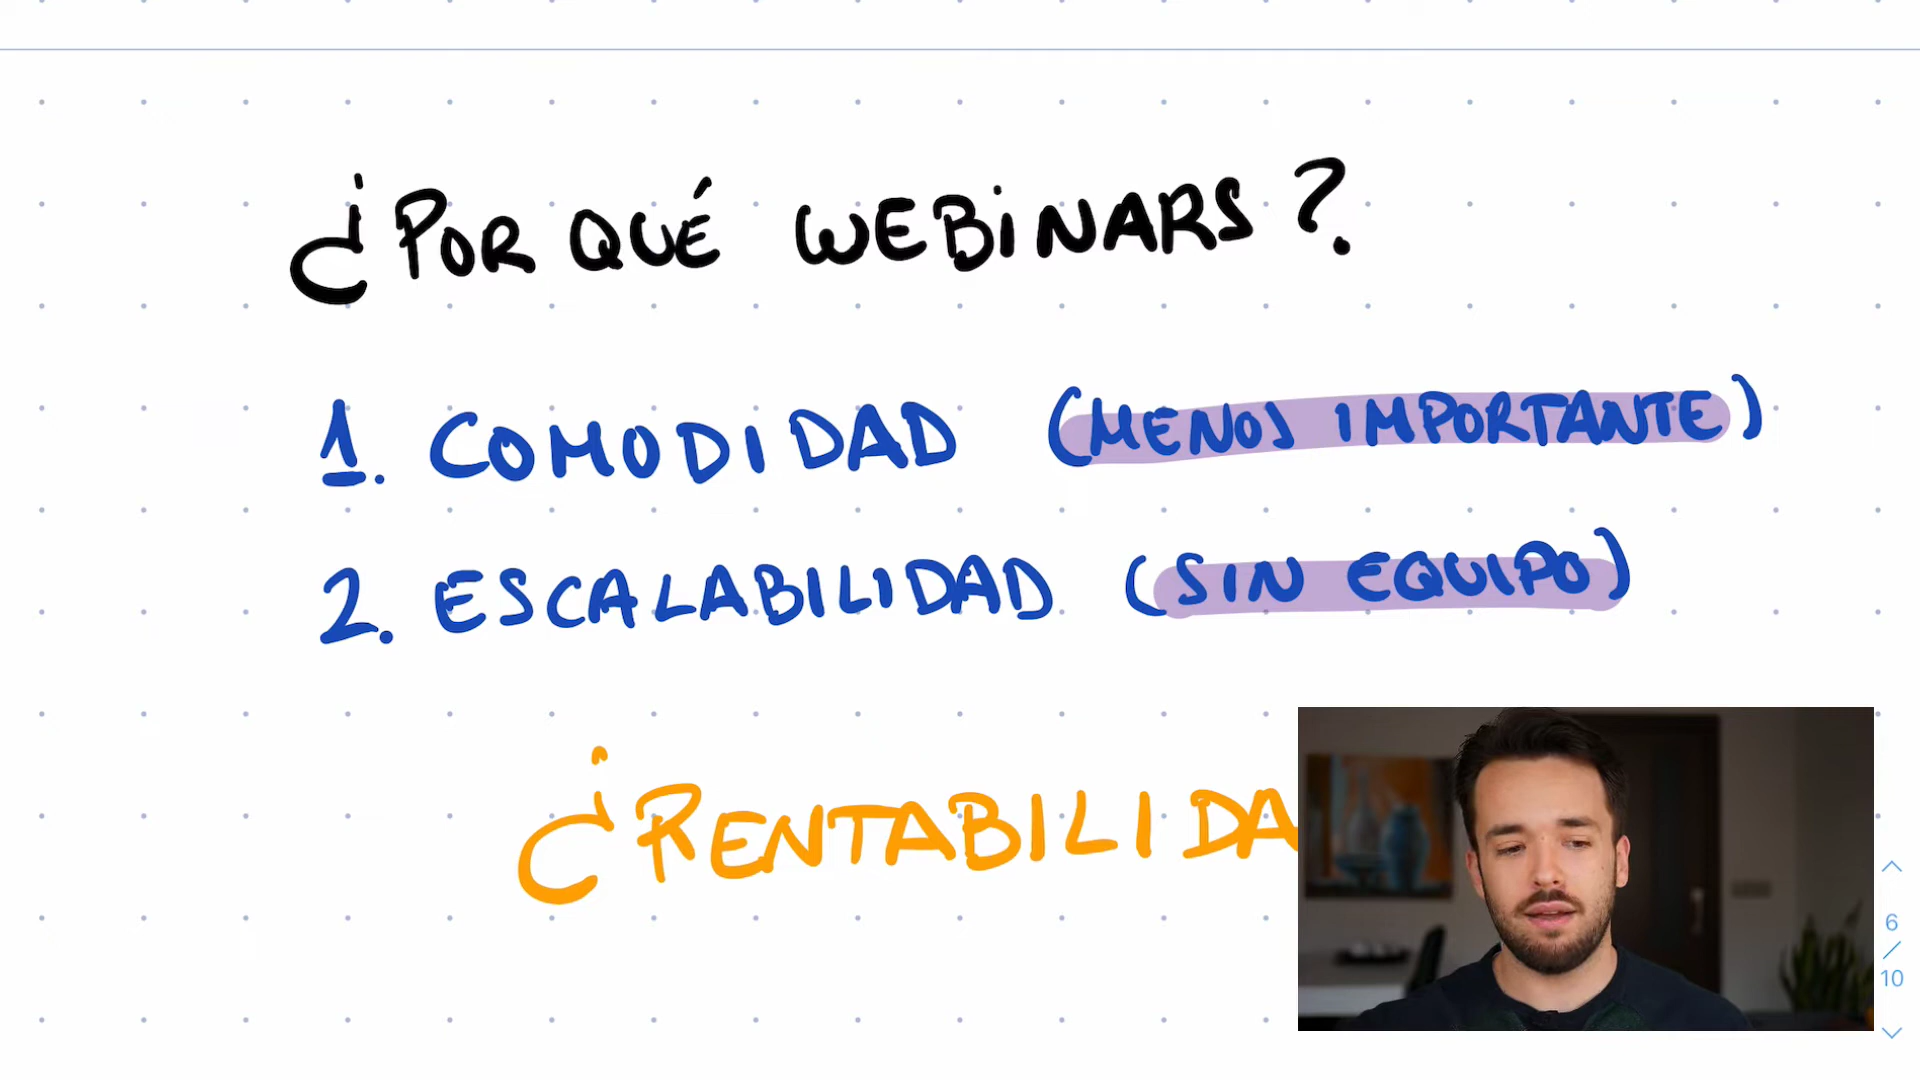 ¿POR QUÉ WEBINARS?
1. COMODIDAD (MENOS IMPORTANTE)
2. ESCALABILIDAD (SIN EQUIPO)
¿RENTABILIDA
6
/
10